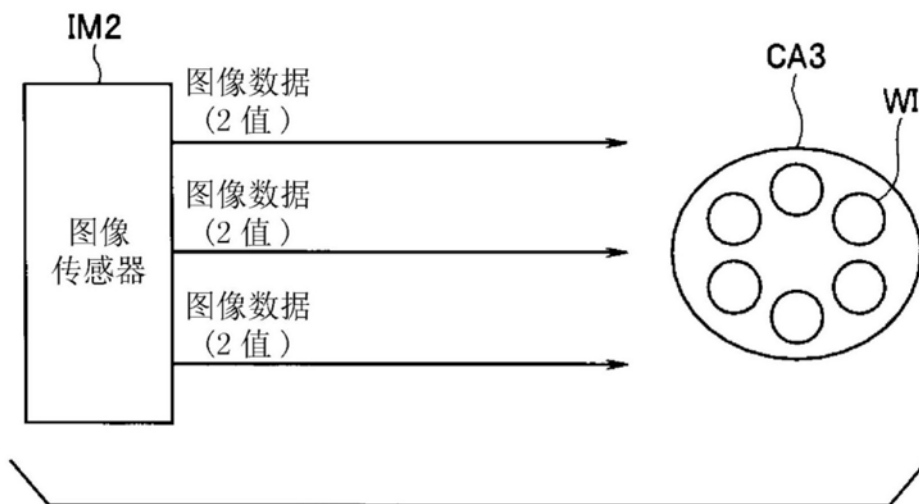 IM2
图像数据
(2 值)
图像数据
(2 值)
图像数据
(2 值)
图像
传感器
CA3
WI